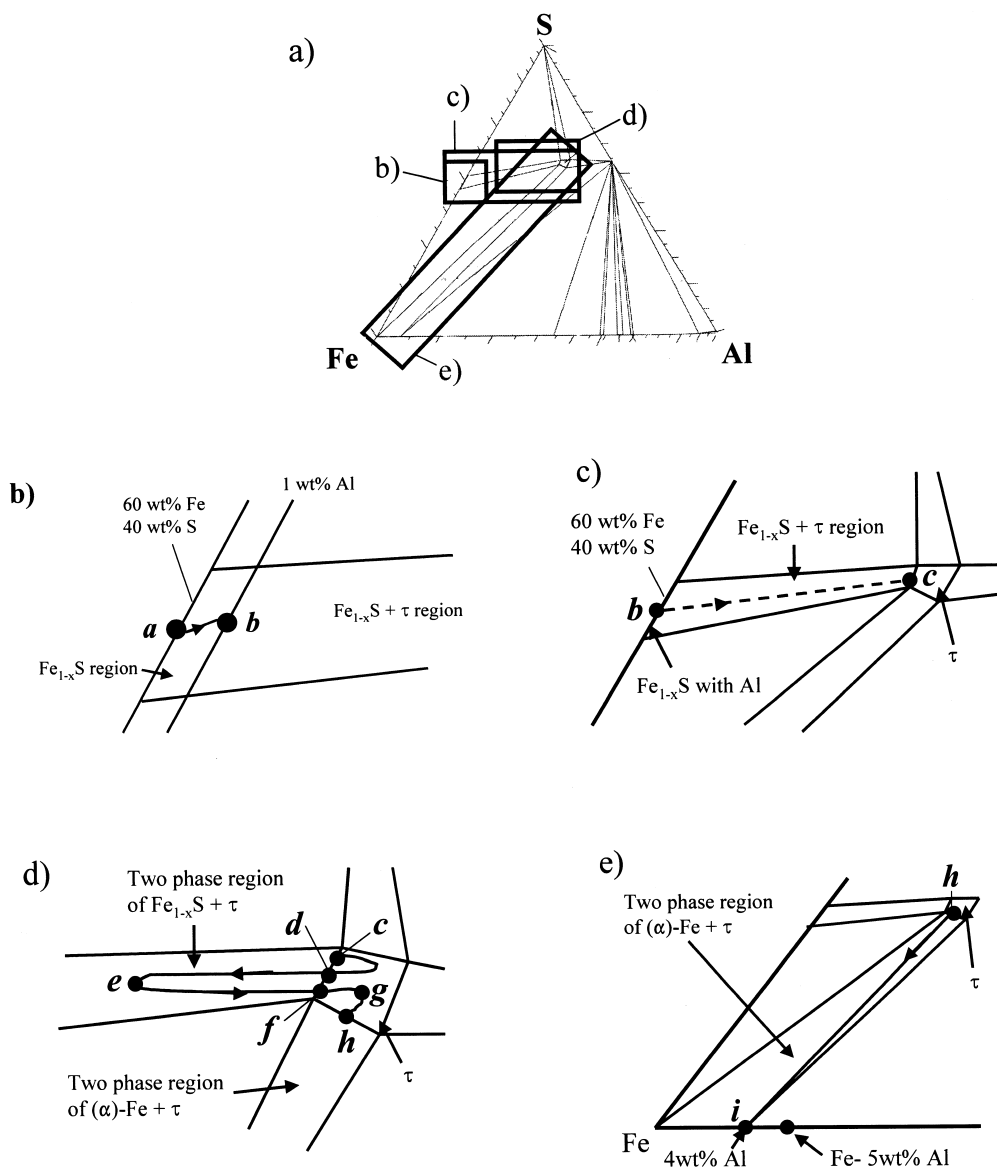 a)
S
c)
d)
b)
Fe
Al
e)
b)
60 wt% Fe
40 wt% S
1 wt% Al
a
b
Fe1-xS + τ region
Fe1-xS region
c)
60 wt% Fe
40 wt% S
Fe1-xS + τ region
b
c
τ
Fe1-xS with Al
d)
Two phase region
of Fe1-xS + τ
d
c
e
g
f
h
τ
Two phase region
of (α)-Fe + τ
e)
h
Two phase region
of (α)-Fe + τ
τ
i
Fe
4wt% Al
Fe- 5wt% Al